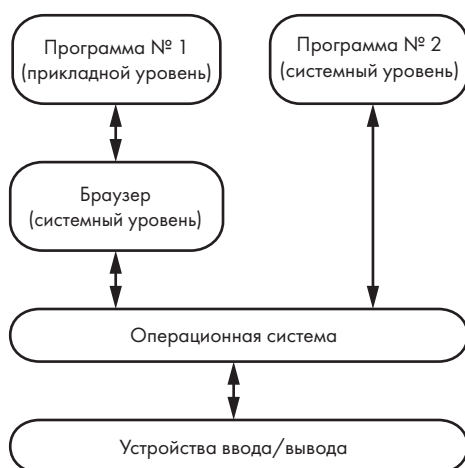 Программа № 1
(прикладной уровень)
Программа № 2
(системный уровень)
Браузер
(системный уровень)
Операционная система
Устройства ввода/вывода